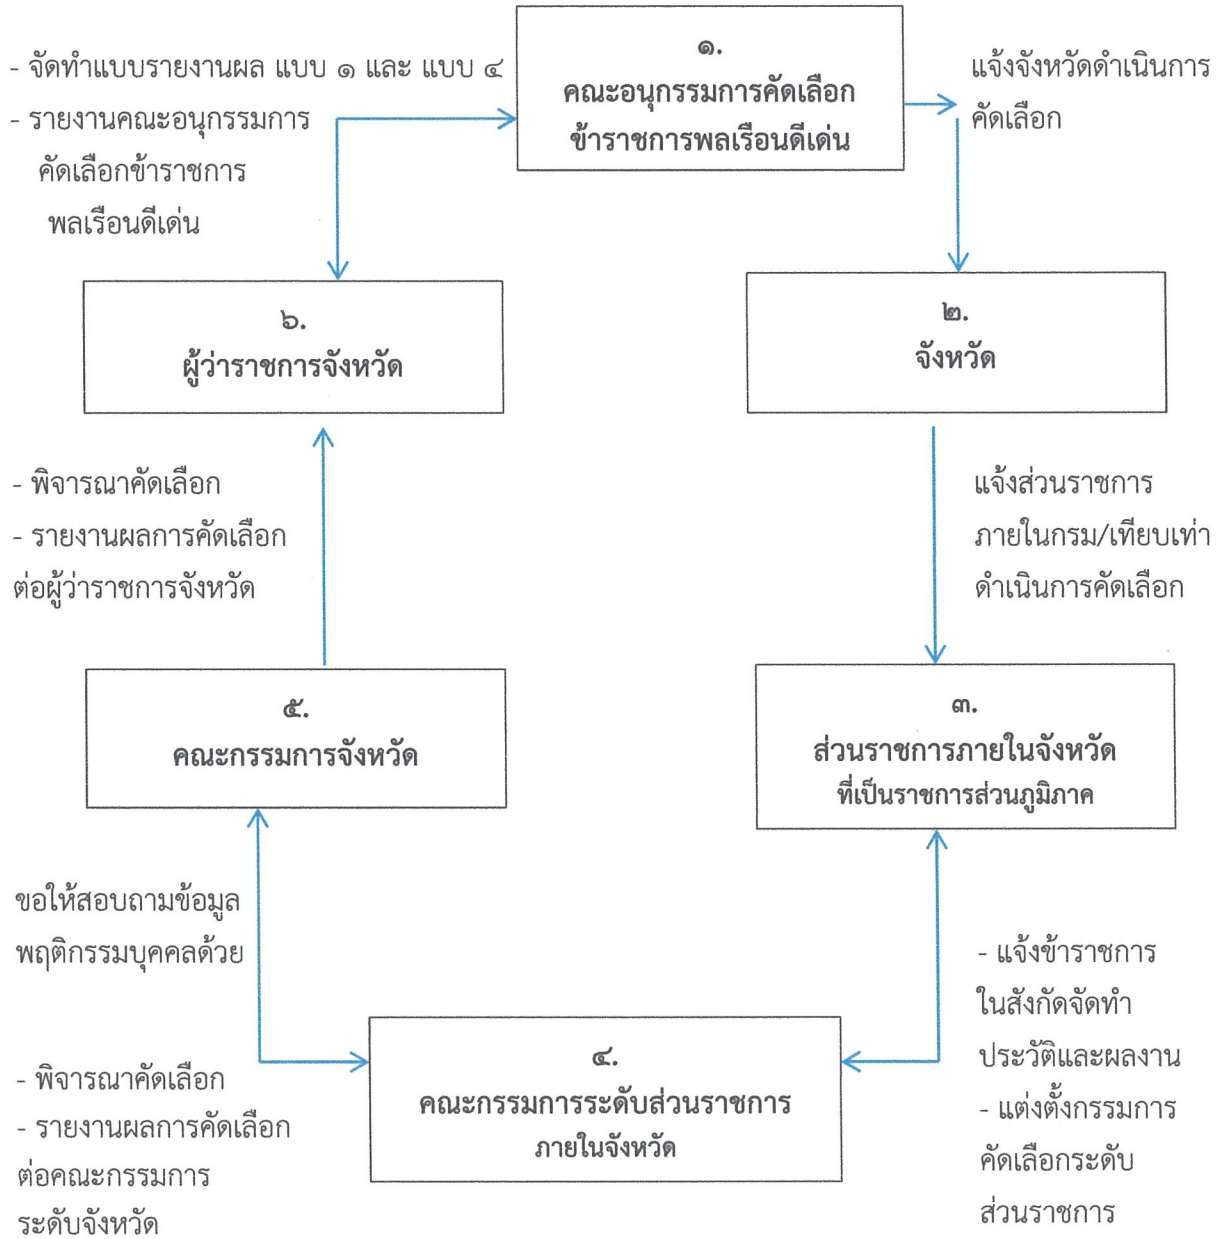 ๑.
คณะอนุกรรมการคัดเลือก
ข้าราชการพลเรือนดีเด่น
แจ้งจังหวัดดำเนินการ
คัดเลือก
๒.
จังหวัด
แจ้งส่วนราชการ
ภายในกรม/เทียบเท่า
ดำเนินการคัดเลือก
๓.
ส่วนราชการภายในจังหวัด
ที่เป็นราชการส่วนภูมิภาค
- แจ้งข้าราชการ
ในสังกัดจัดทำ
ประวัติและผลงาน
- แต่งตั้งกรรมการ
คัดเลือกระดับ
ส่วนราชการ
๔.
คณะกรรมการระดับส่วนราชการ
ภายในจังหวัด
ขอให้สอบถามข้อมูล
พฤติกรรมบุคคลด้วย
- พิจารณาคัดเลือก
- รายงานผลการคัดเลือก
ต่อคณะกรรมการ
ระดับจังหวัด
๕.
คณะกรรมการจังหวัด
- พิจารณาคัดเลือก
- รายงานผลการคัดเลือก
ต่อผู้ว่าราชการจังหวัด
๖.
ผู้ว่าราชการจังหวัด
- จัดทำแบบรายงานผล แบบ ๑ และ แบบ ๔
- รายงานคณะอนุกรรมการ
คัดเลือกข้าราชการ
พลเรือนดีเด่น